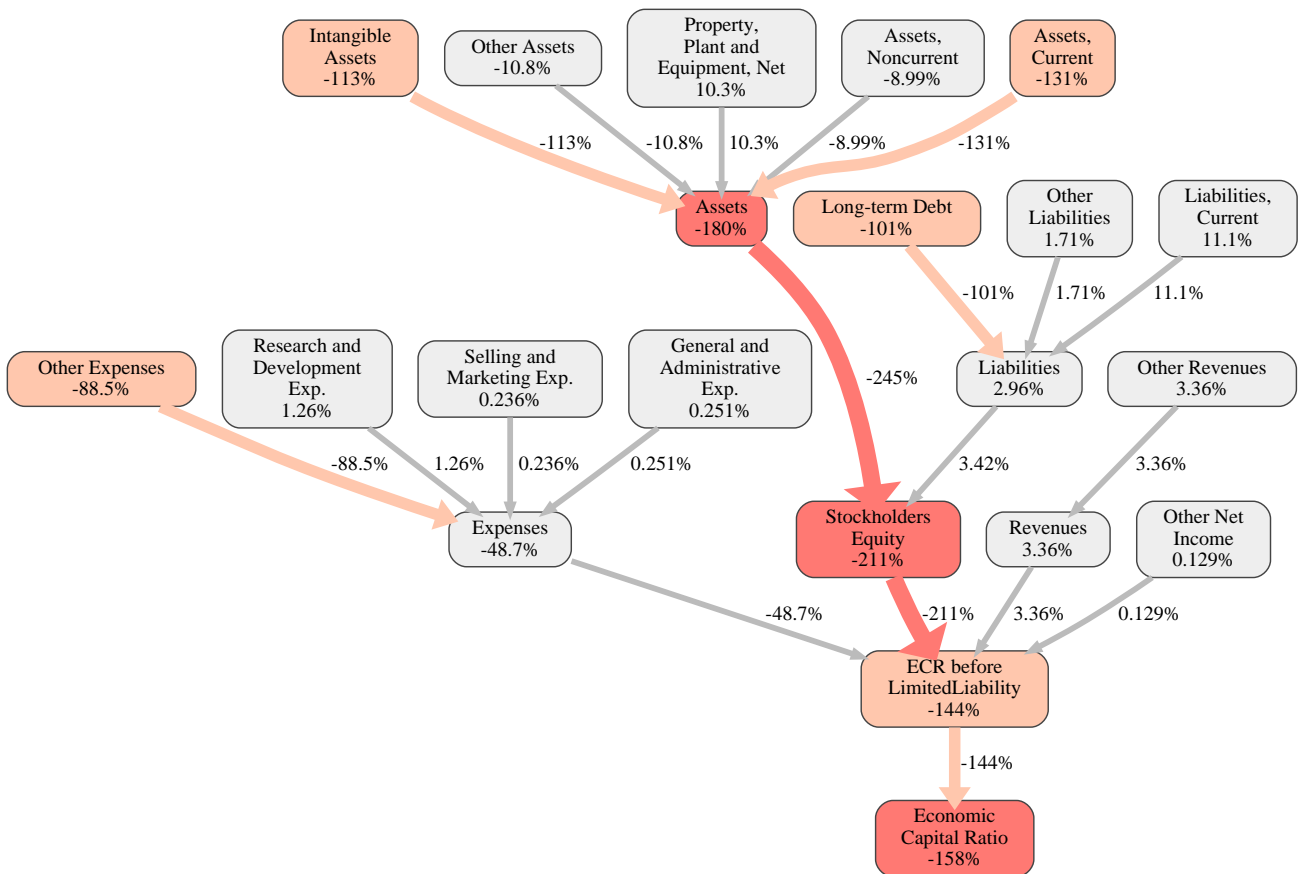 Intangible
Assets
-113%
Other Assets
-10.8%
Property,
Plant and
Equipment, Net
10.3%
Assets,
Noncurrent
-8.99%
Assets,
Current
-131%
-113%
-10.8%
10.3%
-8.99%
-131%
Assets
-180%
Long-term Debt
-101%
Other
Liabilities
1.71%
Liabilities,
Current
11.1%
-101%
1.71%
11.1%
Other Expenses
-88.5%
Research and
Development
Exp.
1.26%
Selling and
Marketing Exp.
0.236%
General and
Administrative
Exp.
0.251%
-245%
Liabilities
2.96%
Other Revenues
3.36%
-88.5%
1.26%
0.236%
0.251%
3.42%
3.36%
Expenses
-48.7%
Stockholders
Equity
-211%
Revenues
3.36%
Other Net
Income
0.129%
-48.7%
-211%
3.36%
0.129%
ECR before
LimitedLiability
-144%
-144%
Economic
Capital Ratio
-158%